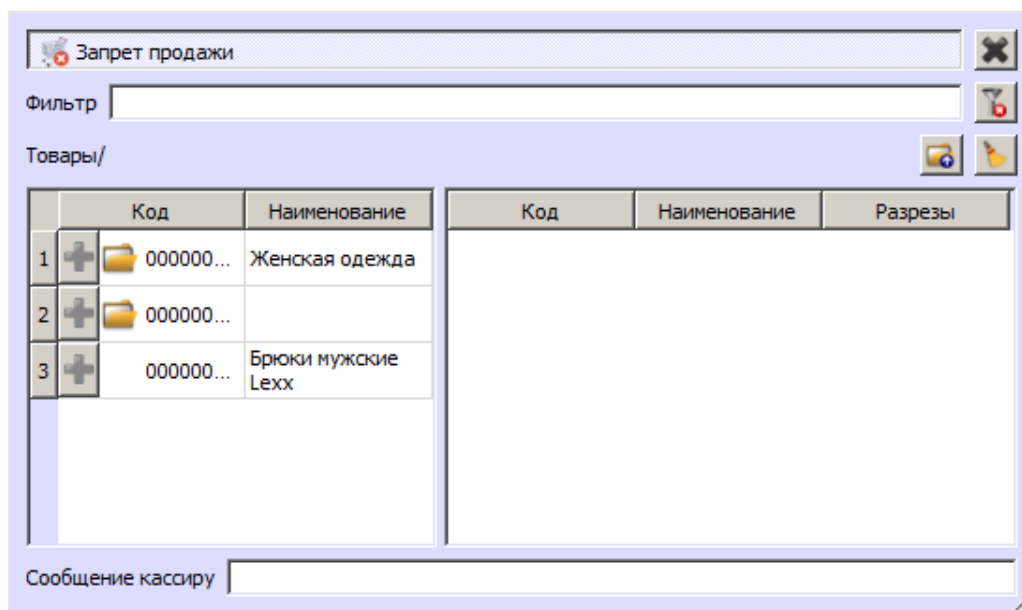 Запрет продажи
Фильтр
Товары/
Код Наименование Код Наименование Разрезы
1 000000... Женская одежда
2 000000...
3 000000... Брюки мужские
Lexx
Сообщение кассиру